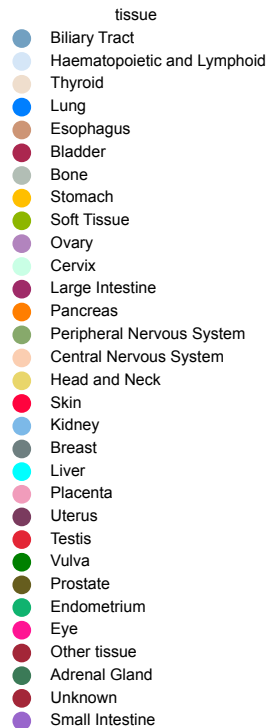 tissue
Biliary Tract
Haematopoietic and Lymphoid
Thyroid
Lung
Esophagus
Bladder
Bone
Stomach
Soft Tissue
Ovary
Cervix
Large Intestine
Pancreas
Peripheral Nervous System
Central Nervous System
Head and Neck
Skin
Kidney
Breast
Liver
Placenta
Uterus
Testis
Vulva
Prostate
Endometrium
Eye
Other tissue
Adrenal Gland
Unknown
Small Intestine